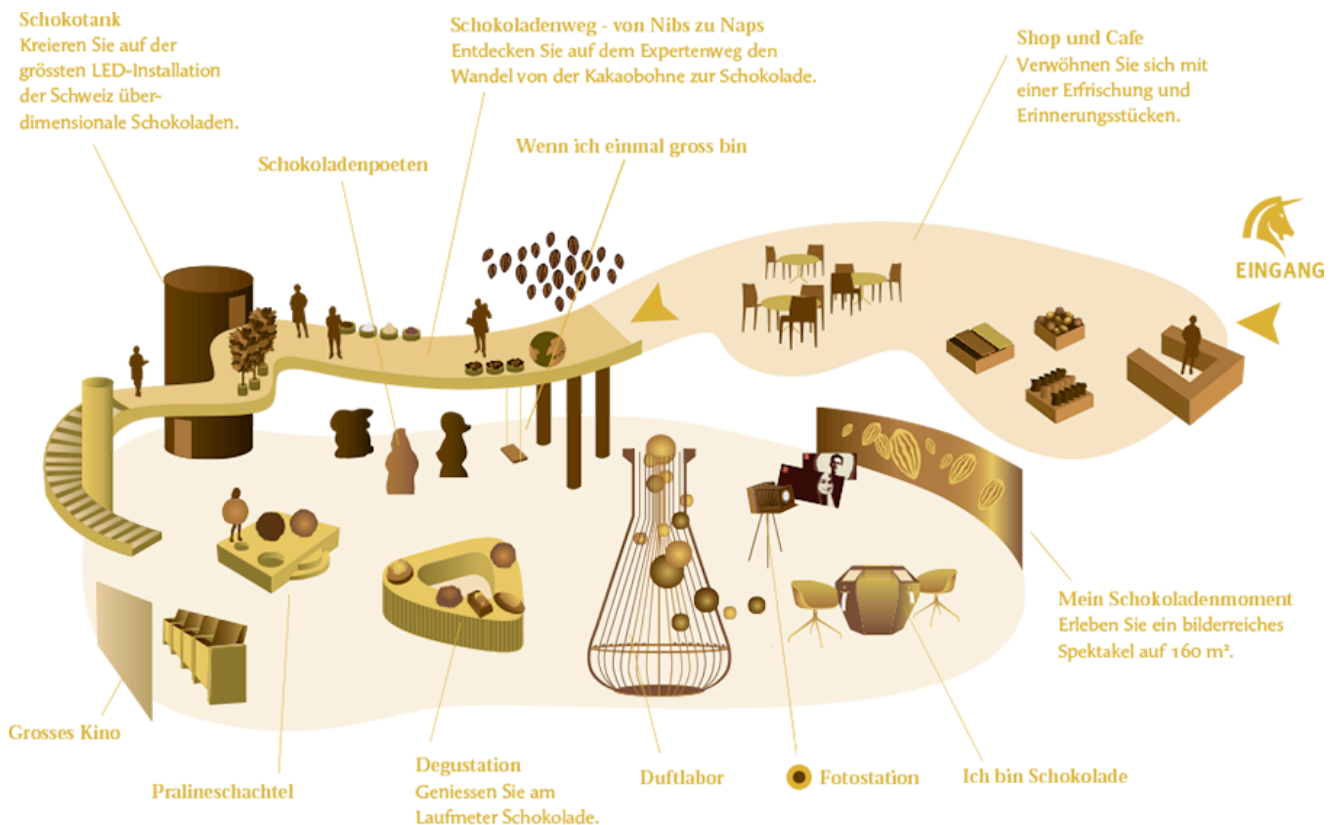 Schokotank
Kreieren Sie auf der
grössten LED-Installation
der Schweiz über-
dimensionale Schokoladen.
Schokoladenweg - von Nibs zu Naps
Entdecken Sie auf dem Expertenweg den
Wandel von der Kakaobohne zur Schokolade.
Shop und Cafe
Verwöhnen Sie sich mit
einer Erfrischung und
Erinnerungsstücken.
Schokoladenpoeten
Wenn ich einmal gross bin
EINGANG
Mein Schokoladenmoment
Erleben Sie ein bilderreiches
Spektakel auf 160 m².
Grosses Kino
Pralineschachtel
Degustation
Geniessen Sie am
Laufmeter Schokolade.
Duftlabor
Fotostation
Ich bin Schokolade